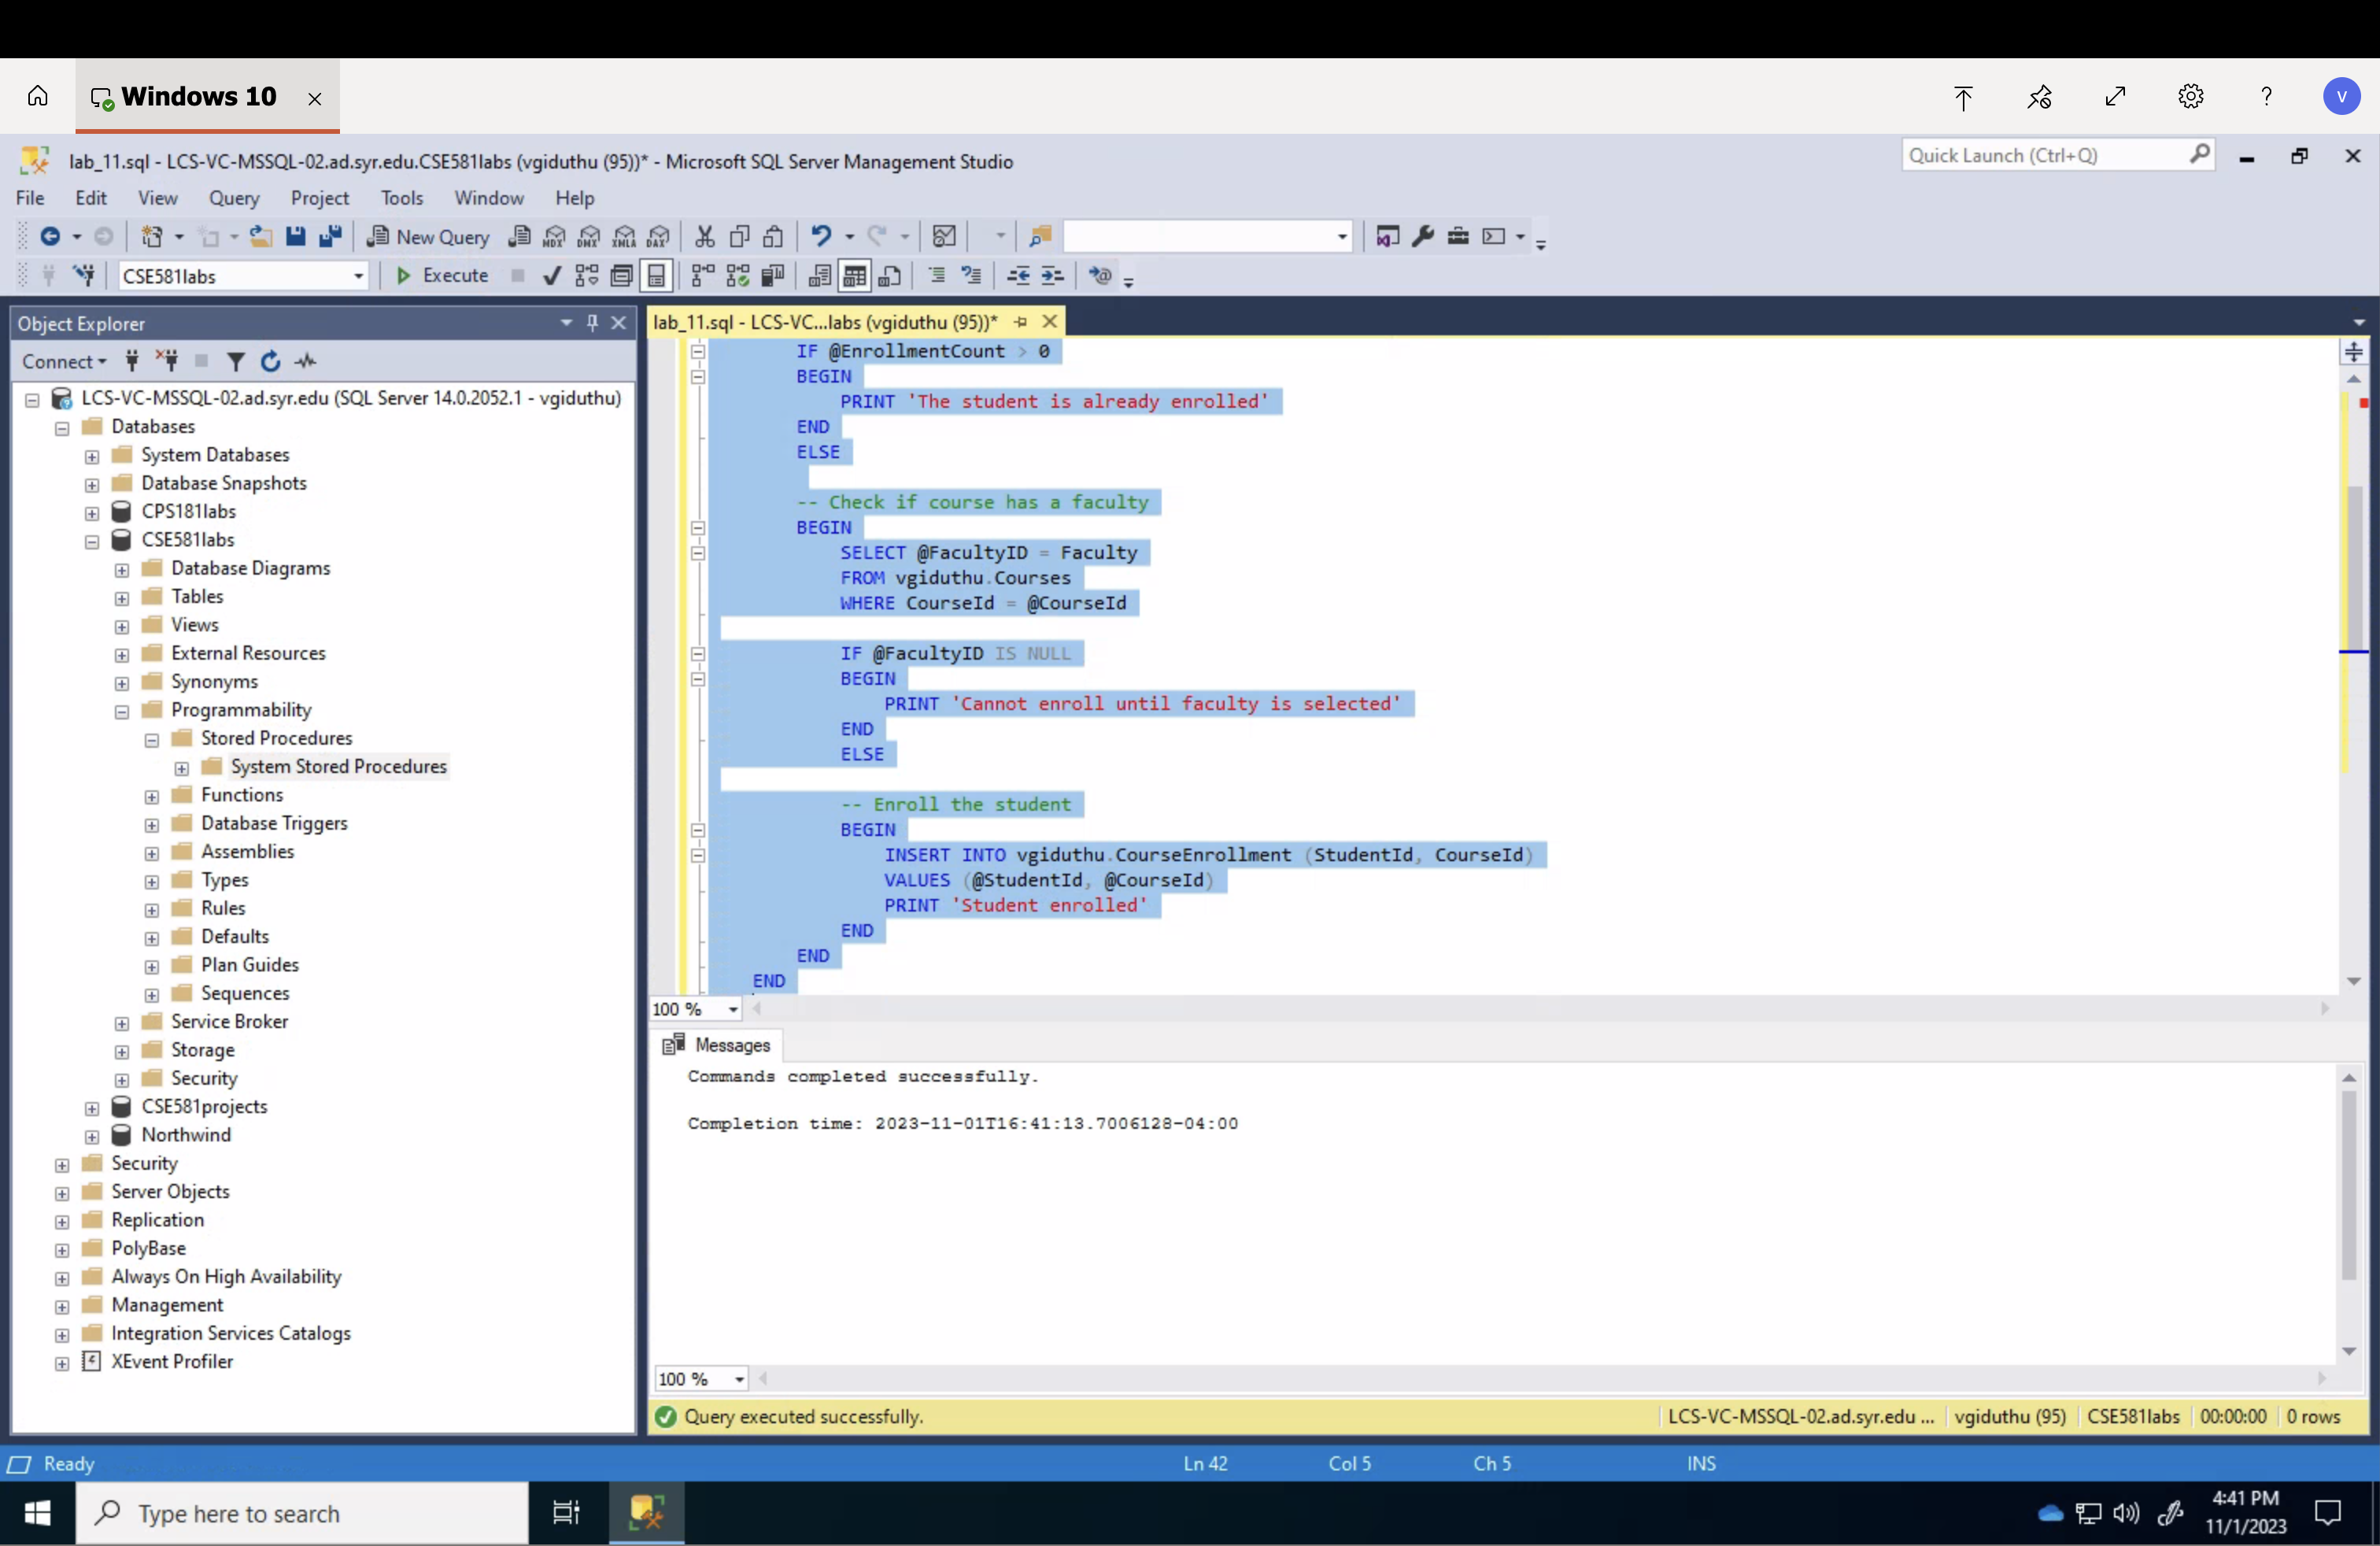 Windows 10
V
lab_11.sql - LCS-VC-MSSQL-02.ad.syr.edu.CSE581labs (vgiduthu (95))* - Microsoft SQL Server Management Studio
Quick Launch (Ctrl+Q)
File Edit View Query Project Tools Window Help
New Query MDX DMX XMLA DAX
CSE581labs Execute
Object Explorer
Connect
LCS-VC-MSSQL-02.ad.syr.edu (SQL Server 14.0.2052.1 - vgiduthu)
Databases
System Databases
Database Snapshots
CPS181labs
CSE581labs
Database Diagrams
Tables
Views
External Resources
Synonyms
Programmability
Stored Procedures
System Stored Procedures
Functions
Database Triggers
Assemblies
Types
Rules
Defaults
Plan Guides
Sequences
Service Broker
Storage
Security
CSE581projects
Northwind
Security
Server Objects
Replication
PolyBase
Always On High Availability
Management
Integration Services Catalogs
XEvent Profiler
lab_11.sql - LCS-VC...labs (vgiduthu (95))*
IF @EnrollmentCount > 0
BEGIN
PRINT 'The student is already enrolled'
END
ELSE
-- Check if course has a faculty
BEGIN
SELECT @FacultyID = Faculty
FROM vgiduthu.Courses
WHERE CourseId = @CourseId
IF @FacultyID IS NULL
BEGIN
PRINT 'Cannot enroll until faculty is selected'
END
ELSE
-- Enroll the student
BEGIN
INSERT INTO vgiduthu.CourseEnrollment (StudentId, CourseId)
VALUES (@StudentId, @CourseId)
PRINT 'Student enrolled'
END
END
END
100 %
Messages
Commands completed successfully.
Completion time: 2023-11-01T16:41:13.7006128-04:00
100 %
Query executed successfully. LCS-VC-MSSQL-02.ad.syr.edu ... vgiduthu (95) CSE581labs 00:00:00 0 rows
Ready Ln 42 Col 5 Ch 5 INS
Type here to search
4:41 PM
11/1/2023